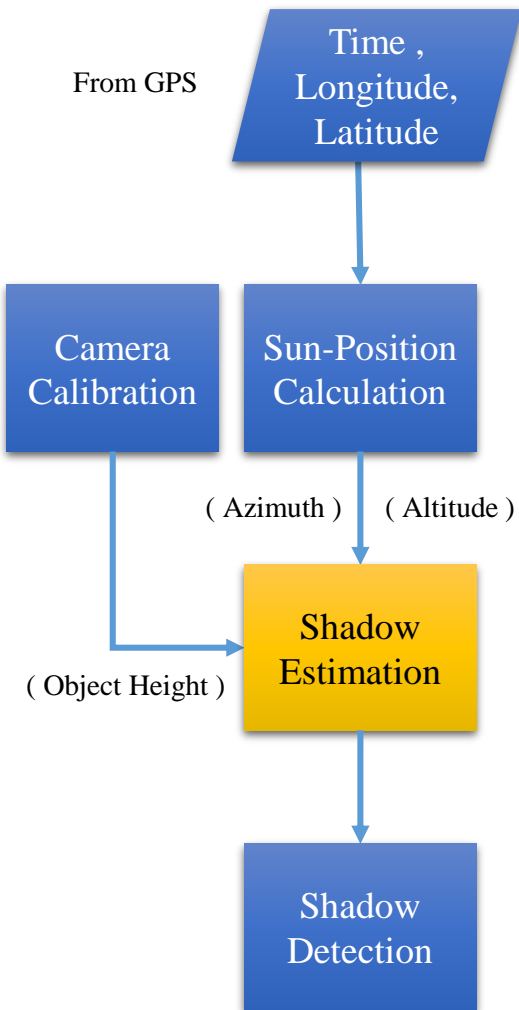 From GPS
Time ,
Longitude,
Latitude
Camera
Calibration
Sun-Position
Calculation
( Azimuth )
( Altitude )
Shadow
Estimation
( Object Height )
Shadow
Detection